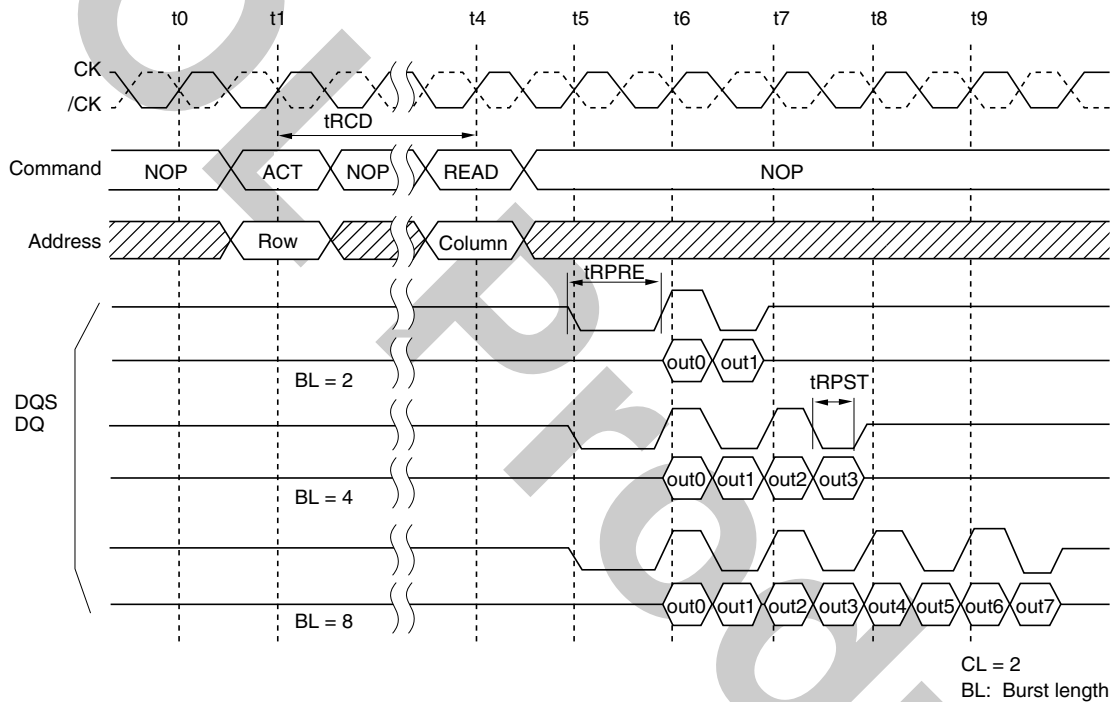 t0 t1 t4 t5 t6 t7 t8 t9
CK
/CK
tRCD
Command NOP ACT NOP READ NOP
Address Row Column
tRPRE
out0 out1
BL = 2
tRPST
DQS
DQ
out0 out1 out2 out3
BL = 4
out0 out1 out2 out3 out4 out5 out6 out7
BL = 8
CL = 2
BL: Burst length